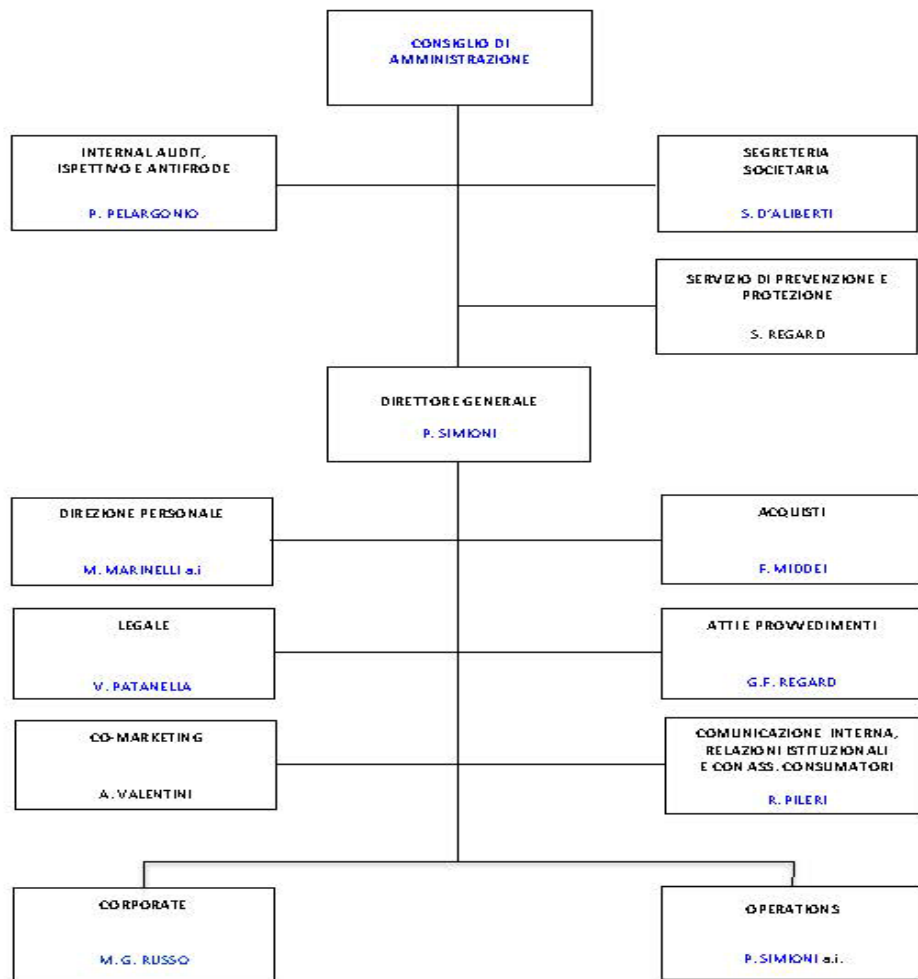 CONSIGLIO DI
AMMINISTRAZIONE
INTERNAL AUDIT,
ISPETTIVO E ANTIFRODE
P. PELARGONIO
SEGRETERIA
SOCIETARIA
S. D'ALIBERTI
SERVIZIO DI PREVENZIONE E
PROTEZIONE
S. REGARD
DIRETTORE GENERALE
P. SIMIONI
DIREZIONE PERSONALE
M. MARINELLI a.i
ACQUISTI
F. MIDDEI
LEGALE
V. PATANELLA
ATTI E PROVVEDIMENTI
G.F. REGARD
CO-MARKETING
A. VALENTINI
COMUNICAZIONE INTERNA,
RELAZIONI ISTITUZIONALI
E CON ASS. CONSUMATORI
R. PILERI
CORPORATE
M. G. RUSSO
OPERATIONS
P. SIMIONI a.i.